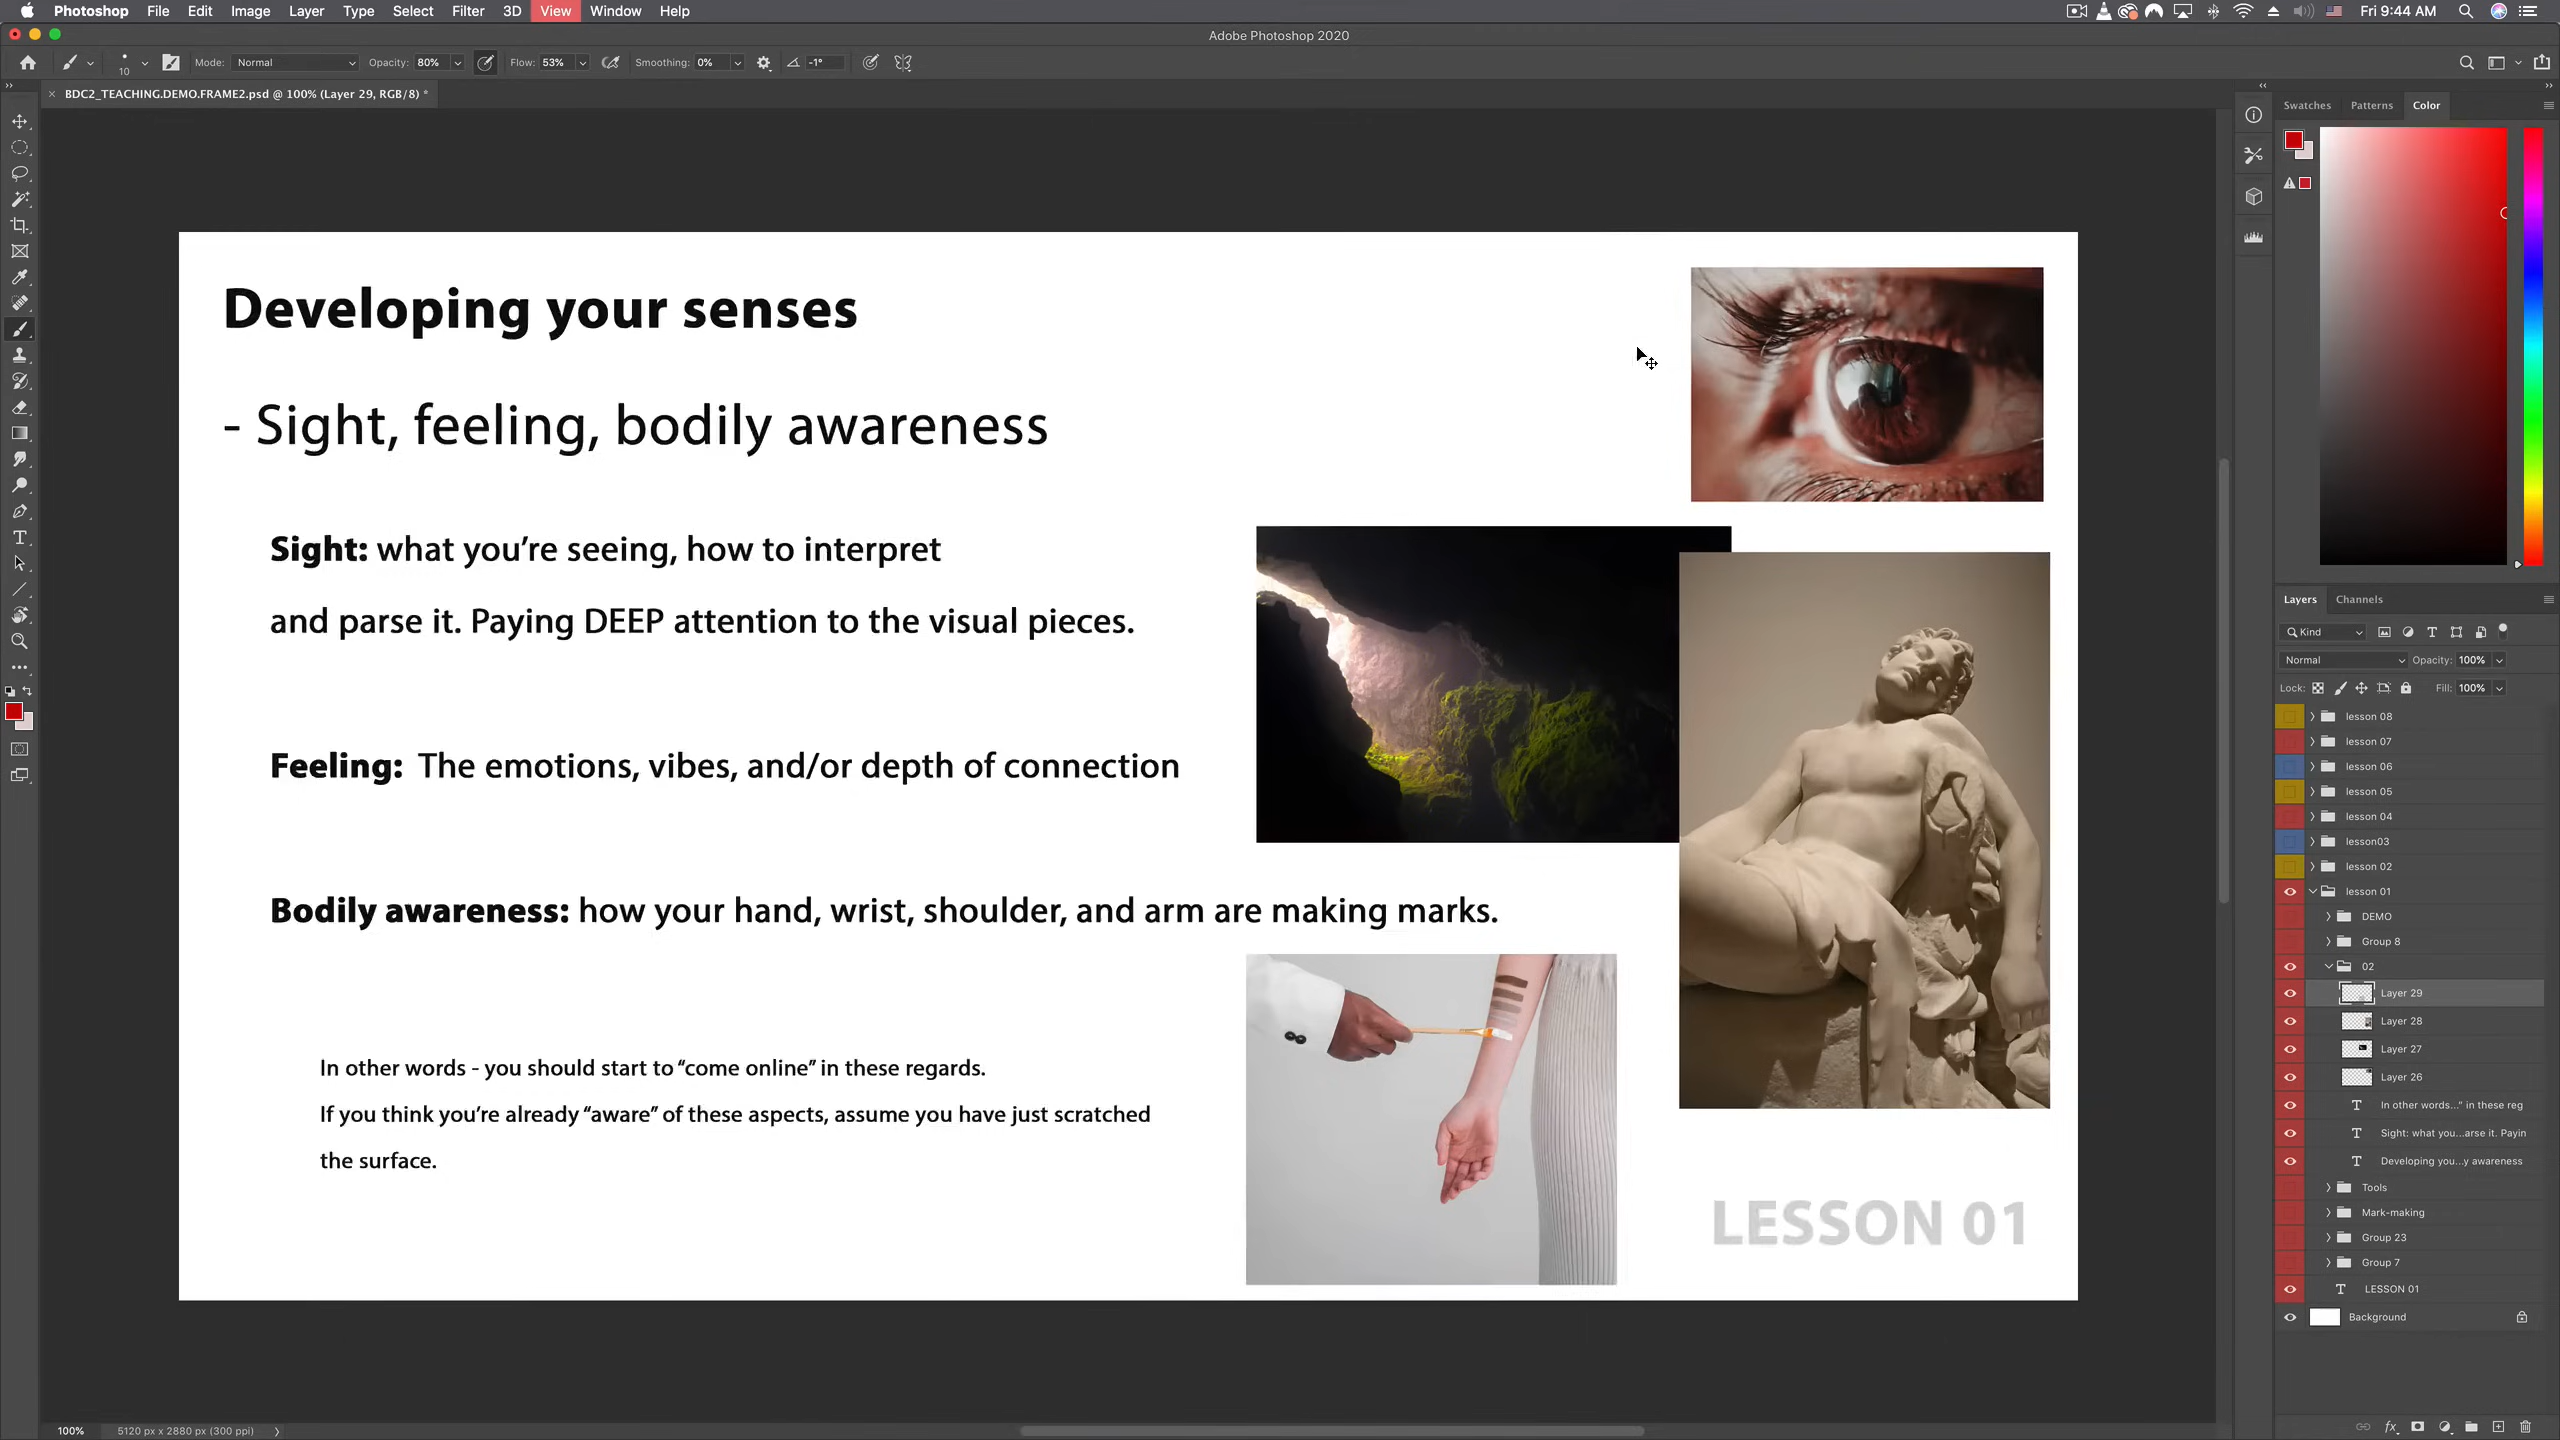 Photoshop File Edit Image Layer Type Select Filter 3D View Window Help
Fri 9:44 AM
Adobe Photoshop 2020
10 Mode: Normal Opacity: 80% Flow: 53% Smoothing: 0% -1°
BDC2_TEACHING.DEMO.FRAME2.psd @ 100% (Layer 29, RGB/8) *
Swatches Patterns Color
Developing your senses
- Sight, feeling, bodily awareness
Sight: what you’re seeing, how to interpret
and parse it. Paying DEEP attention to the visual pieces.
Feeling: The emotions, vibes, and/or depth of connection
Bodily awareness: how your hand, wrist, shoulder, and arm are making marks.
In other words - you should start to “come online” in these regards.
If you think you’re already “aware” of these aspects, assume you have just scratched
the surface.
LESSON 01
Layers Channels
Kind
Normal Opacity: 100%
Lock: Fill: 100%
lesson 08
lesson 07
lesson 06
lesson 05
lesson 04
lesson03
lesson 02
lesson 01
DEMO
Group 8
02
Layer 29
Layer 28
Layer 27
Layer 26
In other words...” in these reg
Sight: what you...arse it. Payin
Developing you...y awareness
Tools
Mark-making
Group 23
Group 7
LESSON 01
Background
100% 5120 px x 2880 px (300 ppi)